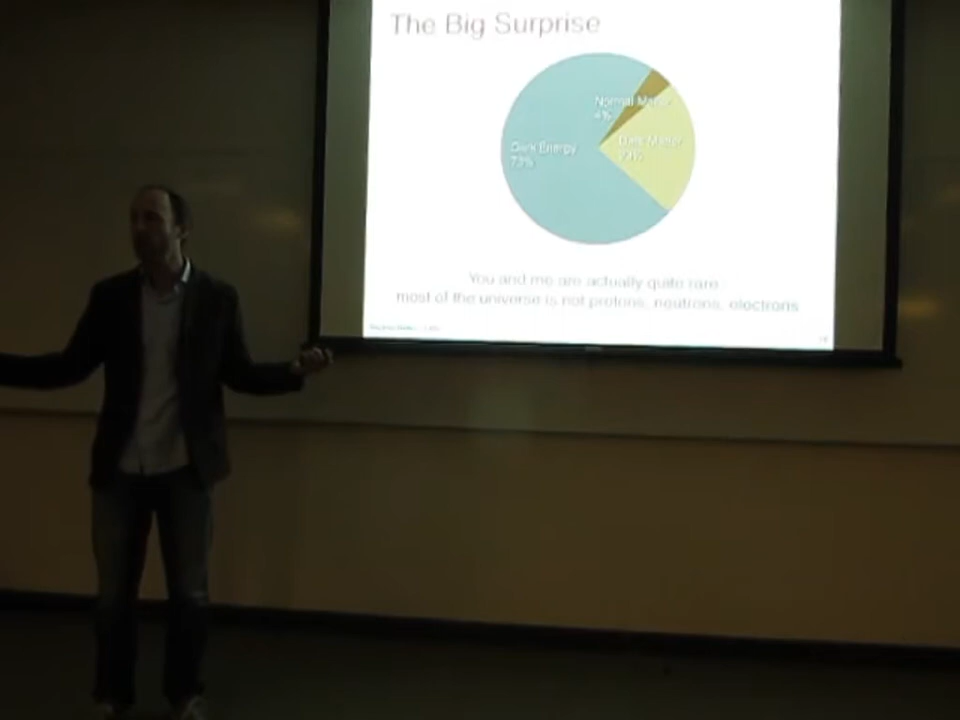 The Big Surprise
Normal Matter
4%
Dark Energy
73%
Dark Matter
23%
You and me are actually quite rare
most of the universe is not protons, neutrons, electrons